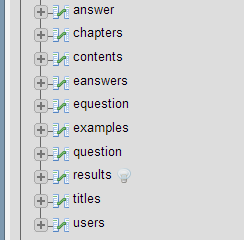 answer
chapters
contents
eanswers
equestion
examples
question
results
titles
users